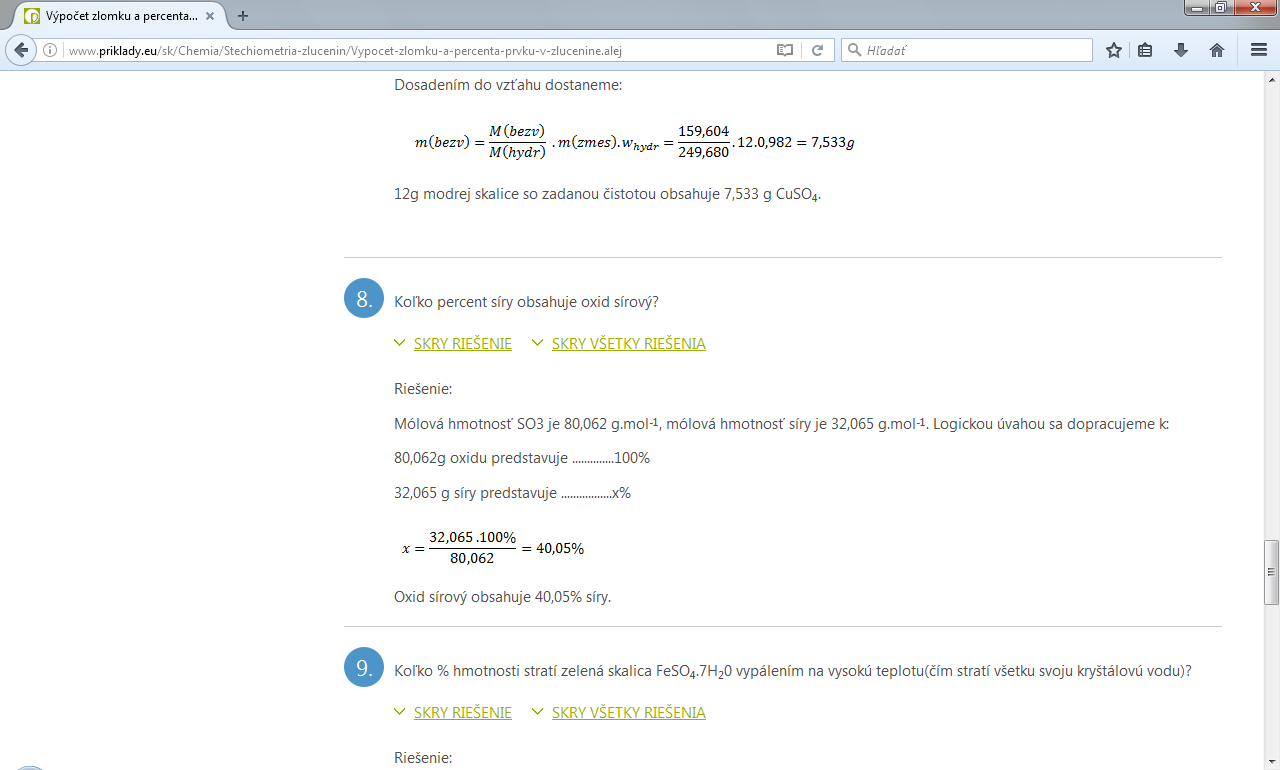 Výpočet zlomku a percenta...
www.priklady.eu/sk/Chemia/Stechiometria-zlucenin/Vypocet-zlomku-a-percenta-prvku-v-zlucenine.alej
Hľadať
Dosadením do vzťahu dostaneme:
m(bezv) = M(bezv)/M(hydr) .m(zmes).w_hydr = 159,604/249,680 .12.0,982 = 7,533g
12g modrej skalice so zadanou čistotou obsahuje 7,533 g CuSO₄.
8. Koľko percent síry obsahuje oxid sírový?
SKRY RIEŠENIE SKRY VŠETKY RIEŠENIA
Riešenie:
Mólová hmotnosť SO3 je 80,062 g.mol⁻¹, mólová hmotnosť síry je 32,065 g.mol⁻¹. Logickou úvahou sa dopracujeme k:
80,062g oxidu predstavuje ..............100%
32,065 g síry predstavuje .................x%
x = 32,065 .100%/80,062 = 40,05%
Oxid sírový obsahuje 40,05% síry.
9. Koľko % hmotnosti stratí zelená skalica FeSO₄.7H₂0 vypálením na vysokú teplotu(čím stratí všetku svoju kryštálovú vodu)?
SKRY RIEŠENIE SKRY VŠETKY RIEŠENIA
Riešenie: